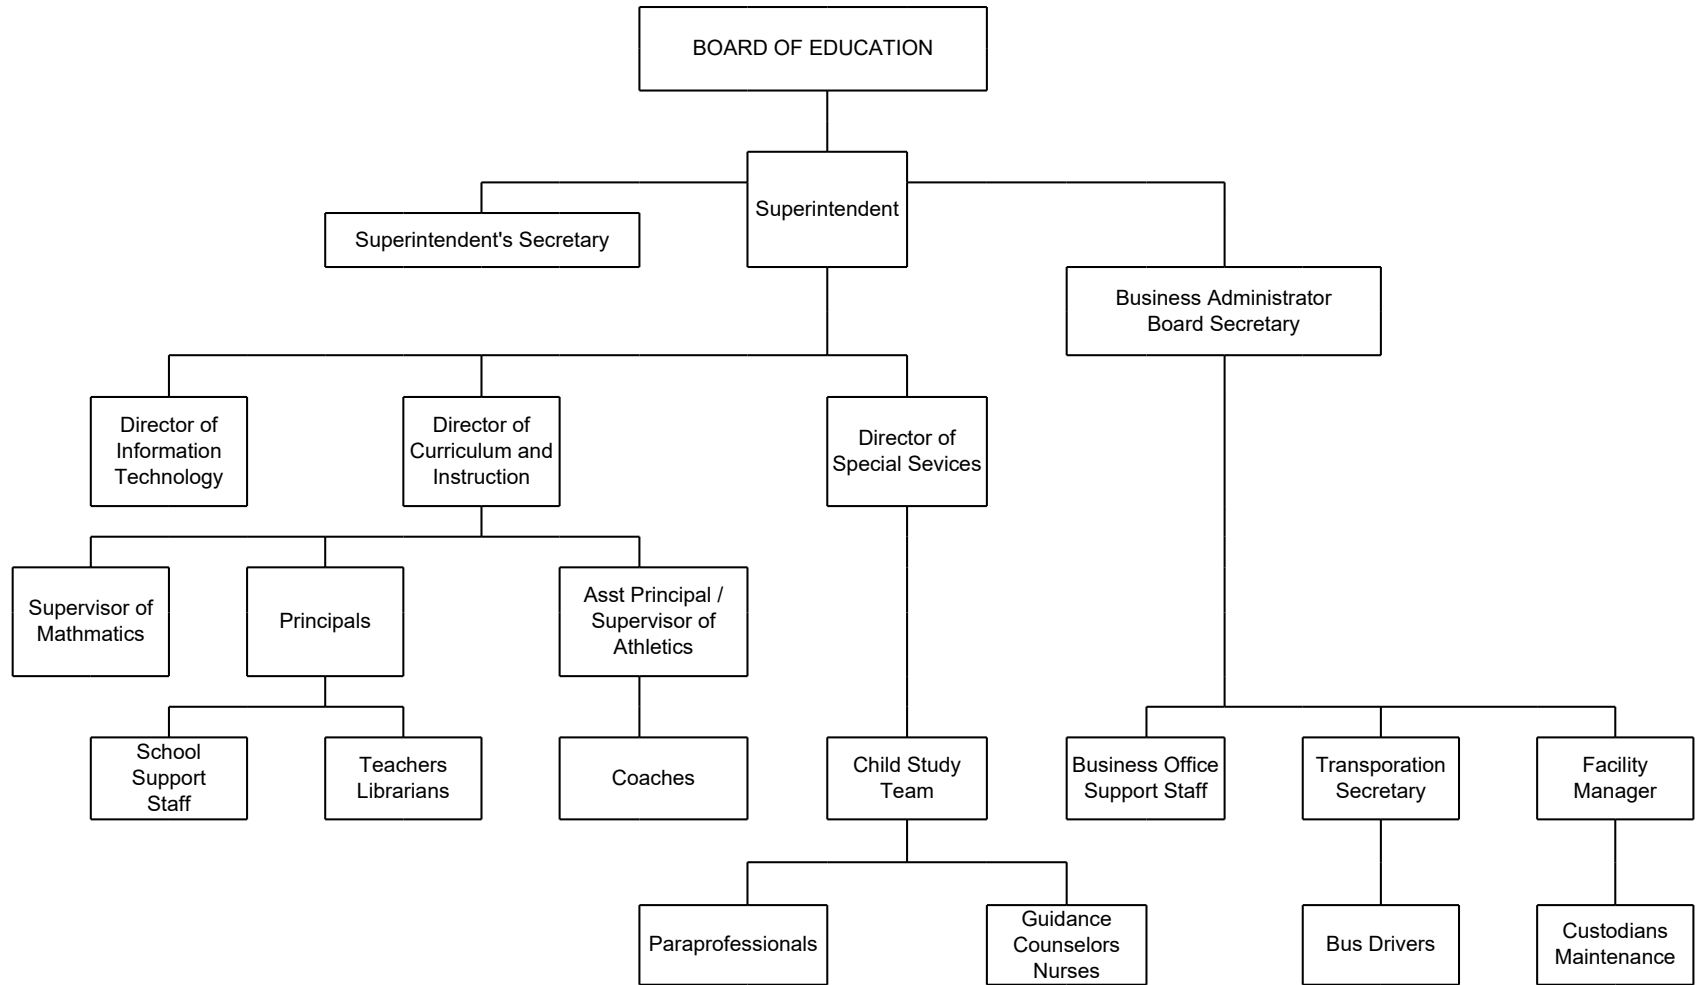 BOARD OF EDUCATION
Superintendent
Superintendent's Secretary
Business Administrator
Board Secretary
Director of
Information
Technology
Director of
Curriculum and
Instruction
Director of
Special Sevices
Supervisor of
Mathmatics
Principals
Asst Principal /
Supervisor of
Athletics
School
Support
Staff
Teachers
Librarians
Coaches
Child Study
Team
Business Office
Support Staff
Transporation
Secretary
Facility
Manager
Paraprofessionals
Guidance
Counselors
Nurses
Bus Drivers
Custodians
Maintenance